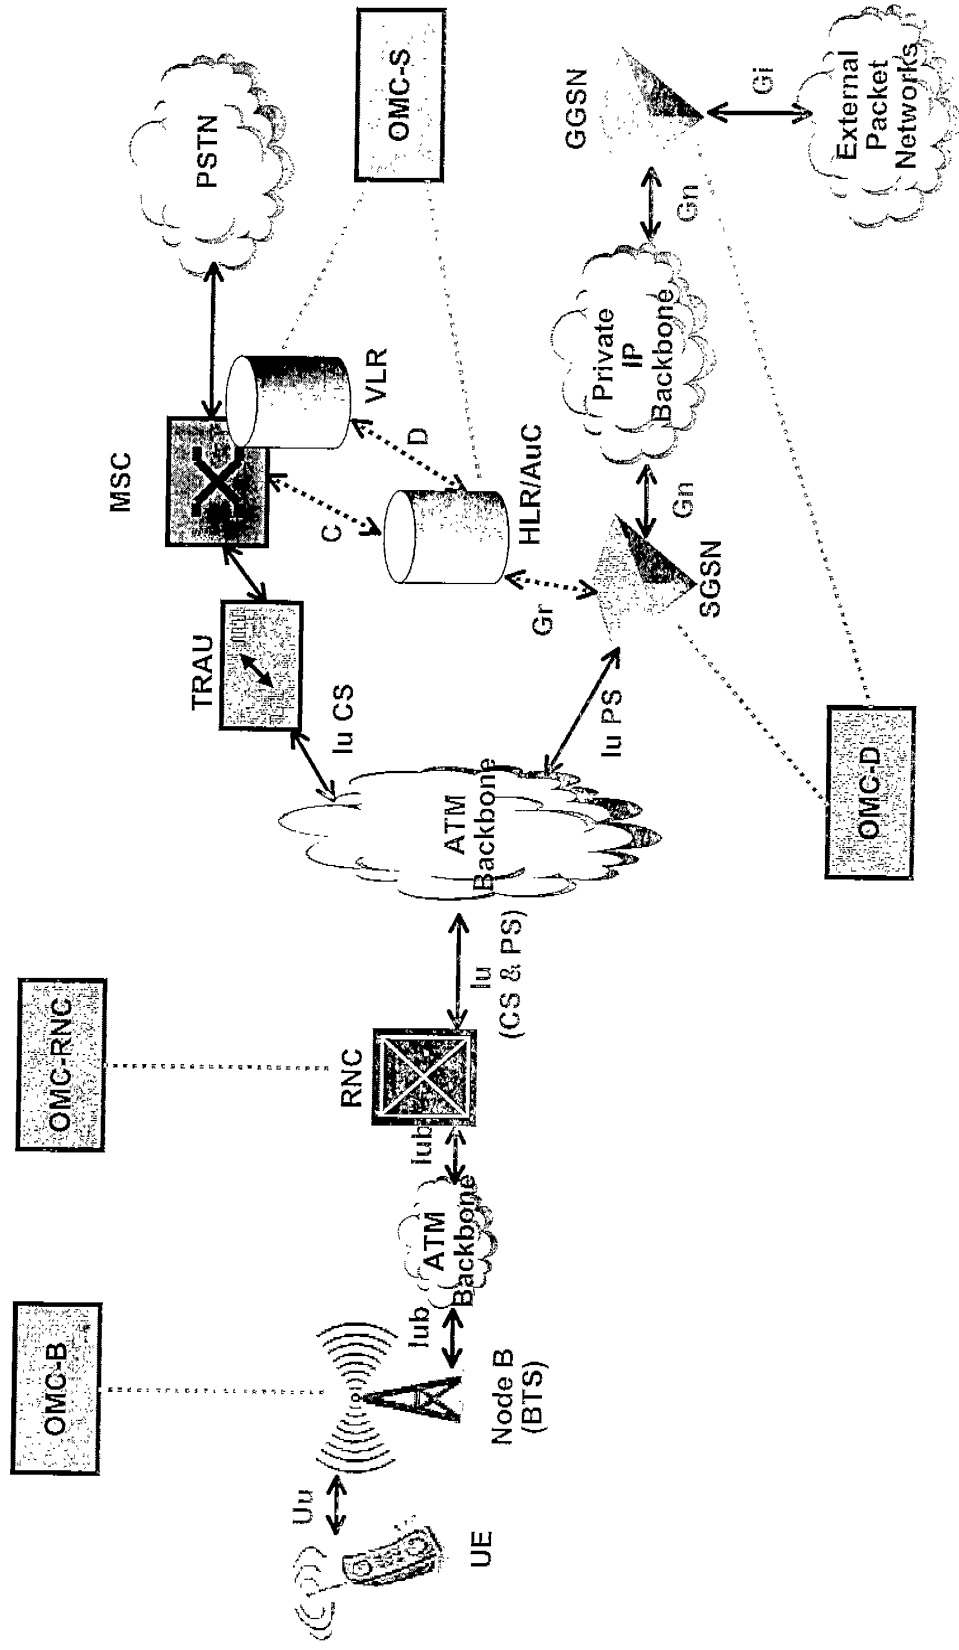 OMC-B
OMC-RNC
UE
Uu
Node B
(BTS)
Iub
ATM
Backbone
Iub
RNC
Iu
(CS & PS)
ATM
Backbone
Iu CS
TRAU
MSC
VLR
PSTN
C
D
HLR/AuC
OMC-S
Iu PS
Gr
SGSN
Gn
Private
IP
Backbone
Gn
GGSN
Gi
External
Packet
Networks
OMC-D